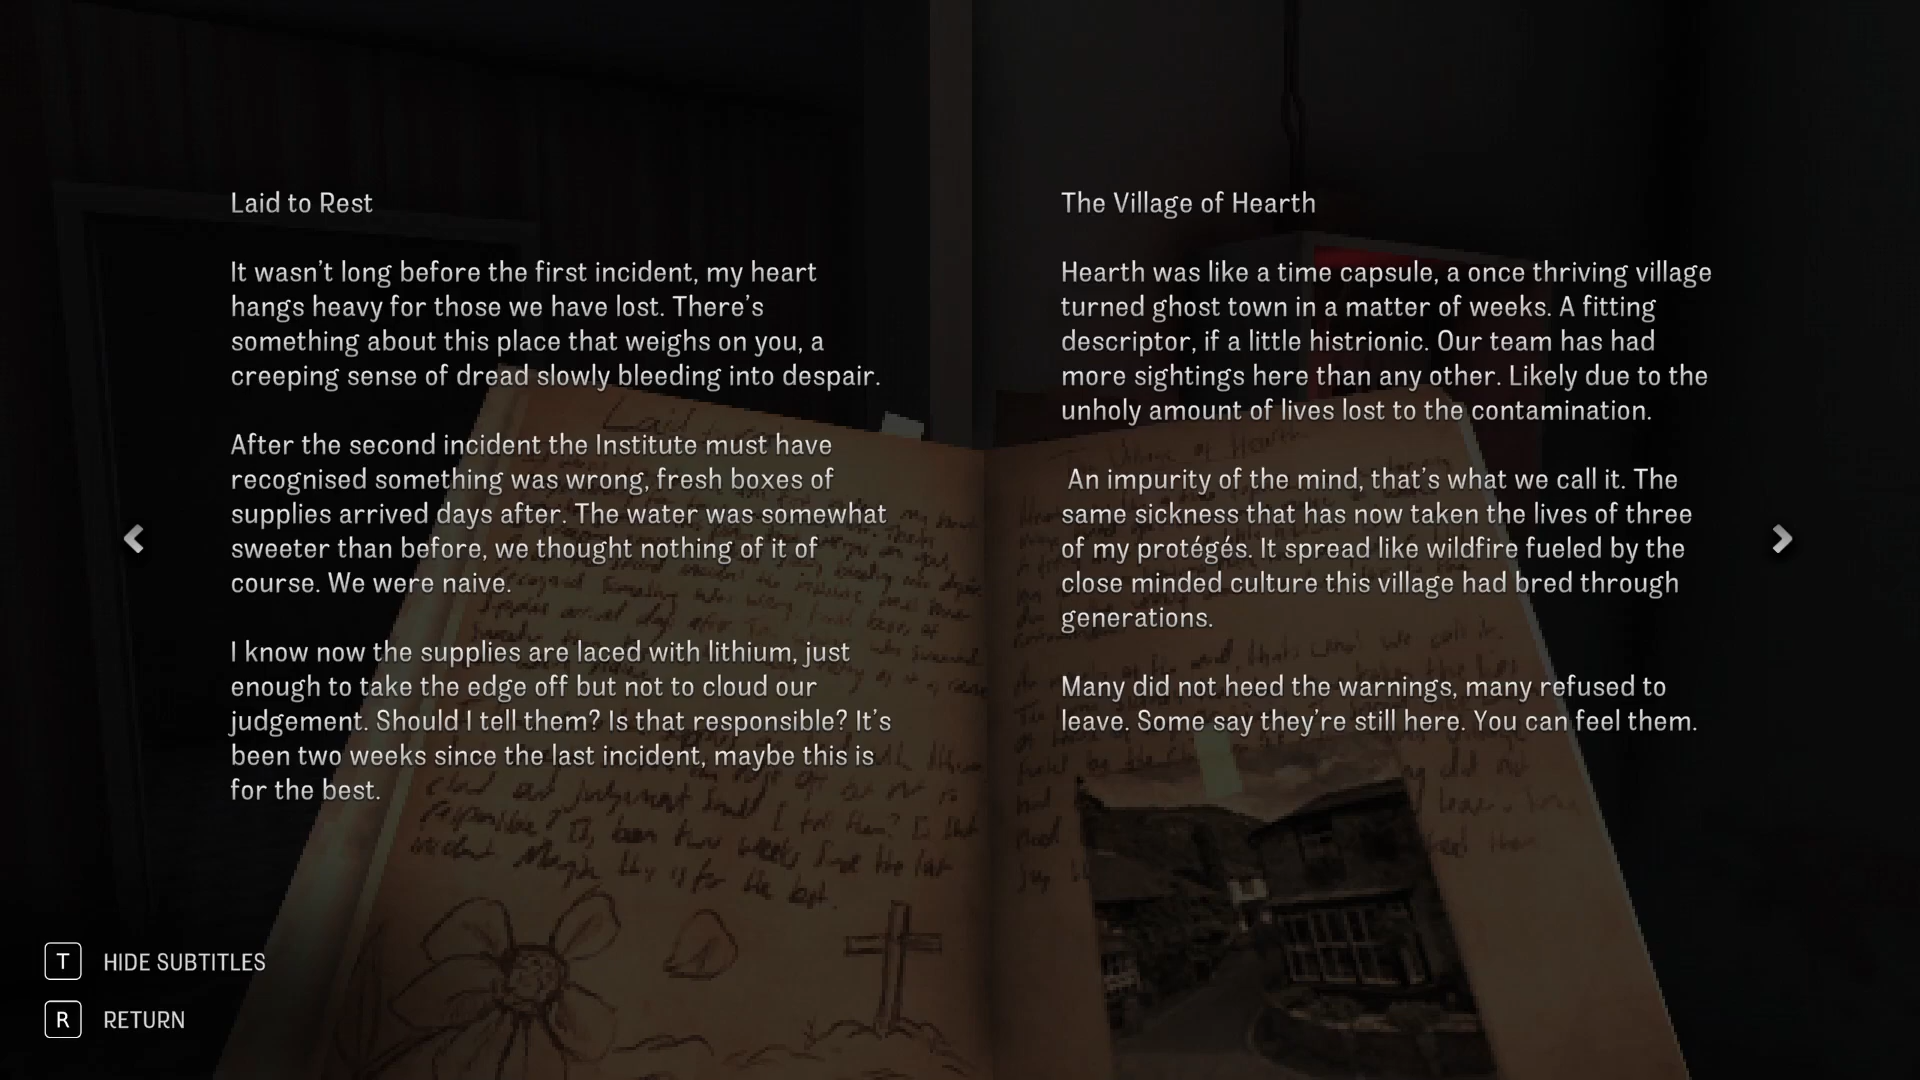 Laid to Rest
It wasn't long before the first incident, my heart
hangs heavy for those we have lost. There's
something about this place that weighs on you, a
creeping sense of dread slowly bleeding into despair.
After the second incident the Institute must have
recognised something was wrong, fresh boxes of
supplies arrived days after. The water was somewhat
sweeter than before, we thought nothing of it of
course. We were naive.
I know now the supplies are laced with lithium, just
enough to take the edge off but not to cloud our
judgement. Should I tell them? Is that responsible? It's
been two weeks since the last incident, maybe this is
for the best.
The Village of Hearth
Hearth was like a time capsule, a once thriving village
turned ghost town in a matter of weeks. A fitting
descriptor, if a little histrionic. Our team has had
more sightings here than any other. Likely due to the
unholy amount of lives lost to the contamination.
An impurity of the mind, that's what we call it. The
same sickness that has now taken the lives of three
of my protégés. It spread like wildfire fueled by the
close minded culture this village had bred through
generations.
Many did not heed the warnings, many refused to
leave. Some say they're still here. You can feel them.
T HIDE SUBTITLES
R RETURN